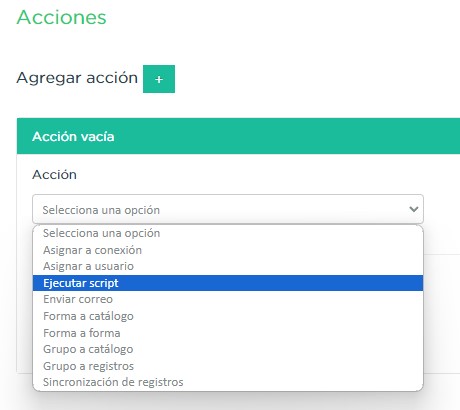 Acciones
Agregar acción +
Acción vacía
Acción
Selecciona una opción
Selecciona una opción
Asignar a conexión
Asignar a usuario
Ejecutar script
Enviar correo
Forma a catálogo
Forma a forma
Grupo a catálogo
Grupo a registros
Sincronización de registros